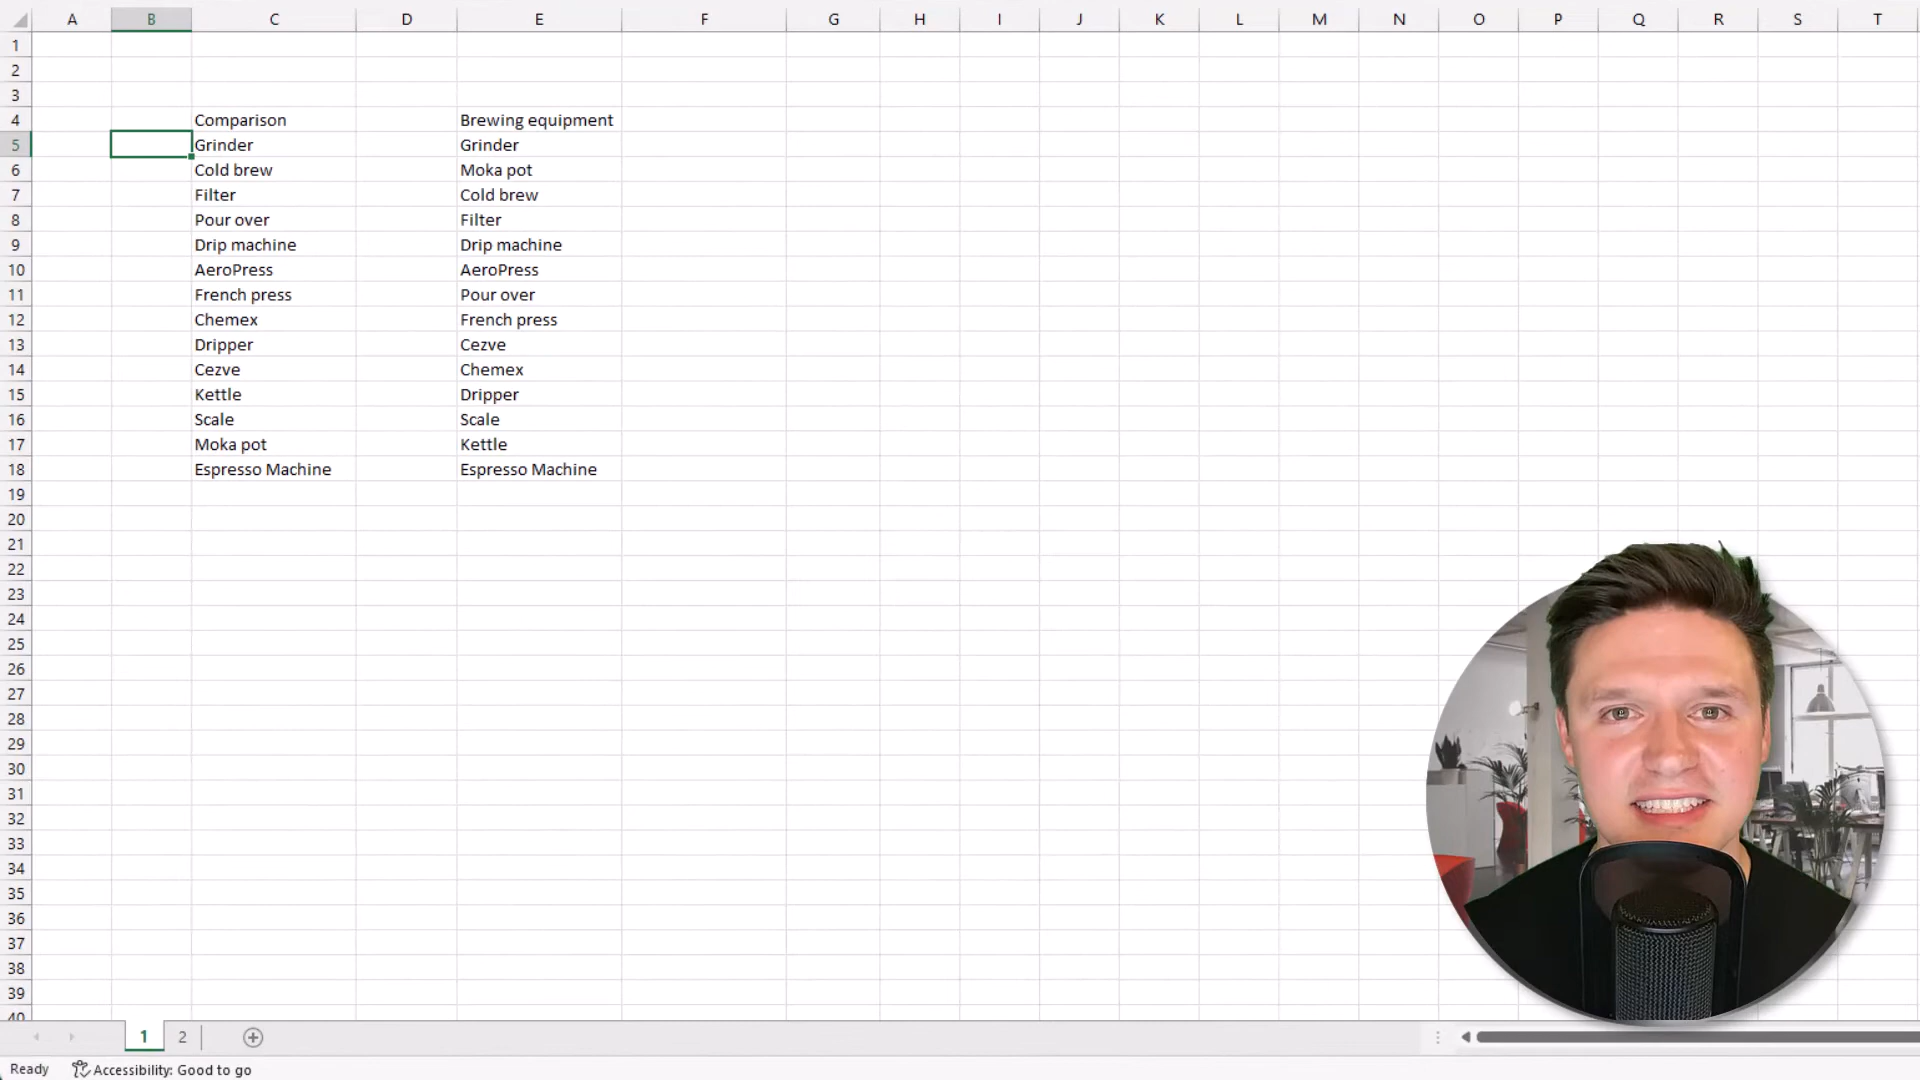 A B C D E F G H I J K L M N O P Q R S T
1
2
3
4 Comparison Brewing equipment
5 Grinder Grinder
6 Cold brew Moka pot
7 Filter Cold brew
8 Pour over Filter
9 Drip machine Drip machine
10 AeroPress AeroPress
11 French press Pour over
12 Chemex French press
13 Dripper Cezve
14 Cezve Chemex
15 Kettle Dripper
16 Scale Scale
17 Moka pot Kettle
18 Espresso Machine Espresso Machine
19
20
21
22
23
24
25
26
27
28
29
30
31
32
33
34
35
36
37
38
39
40
1 2
Ready Accessibility: Good to go